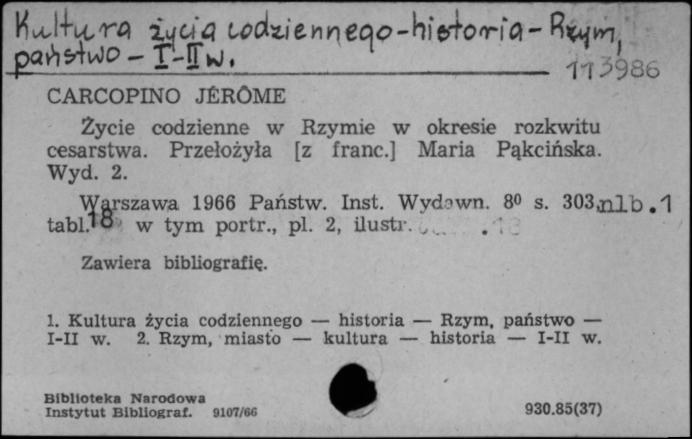 Kultura życia codziennego-historia-Rzym,
państwo - I-II w.
113986
CARCOPINO JÉRÔME
Życie codzienne w Rzymie w okresie rozkwitu
cesarstwa. Przełożyła [z franc.] Maria Pąkcińska.
Wyd. 2.
Warszawa 1966 Państw. Inst. Wydawn. 8⁰ s. 303,nlb.1
tabl.18 w tym portr., pl. 2, ilustr.
Zawiera bibliografię.
1. Kultura życia codziennego — historia — Rzym, państwo —
I-II w. 2. Rzym, miasto — kultura — historia — I-II w.
Biblioteka Narodowa
Instytut Bibliograf. 9107/66
930.85(37)